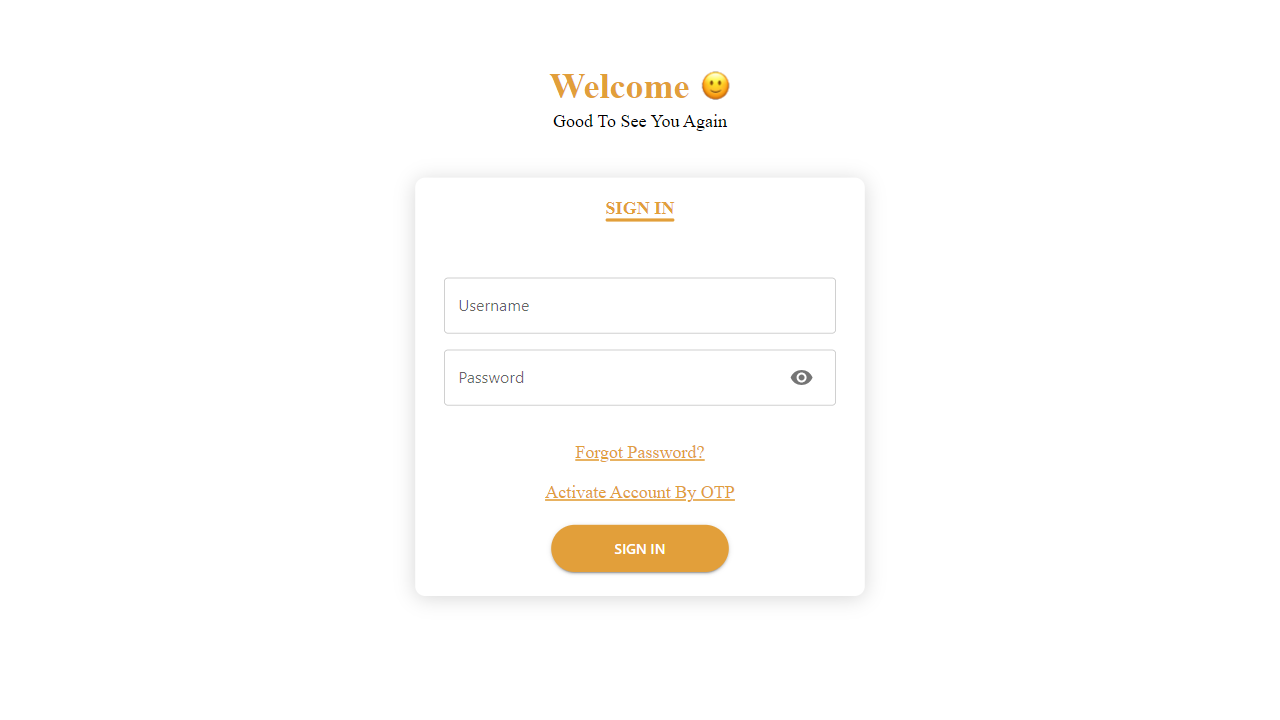 Welcome 🙂
Good To See You Again
SIGN IN
Username
Password
Forgot Password?
Activate Account By OTP
SIGN IN